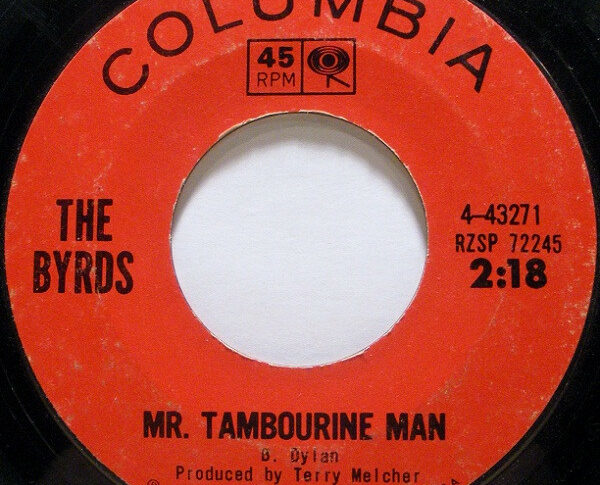 COLUMBIA
45
RPM
THE
BYRDS
4-43271
RZSP 72245
2:18
MR. TAMBOURINE MAN
B. Dylan
Produced by Terry Melcher